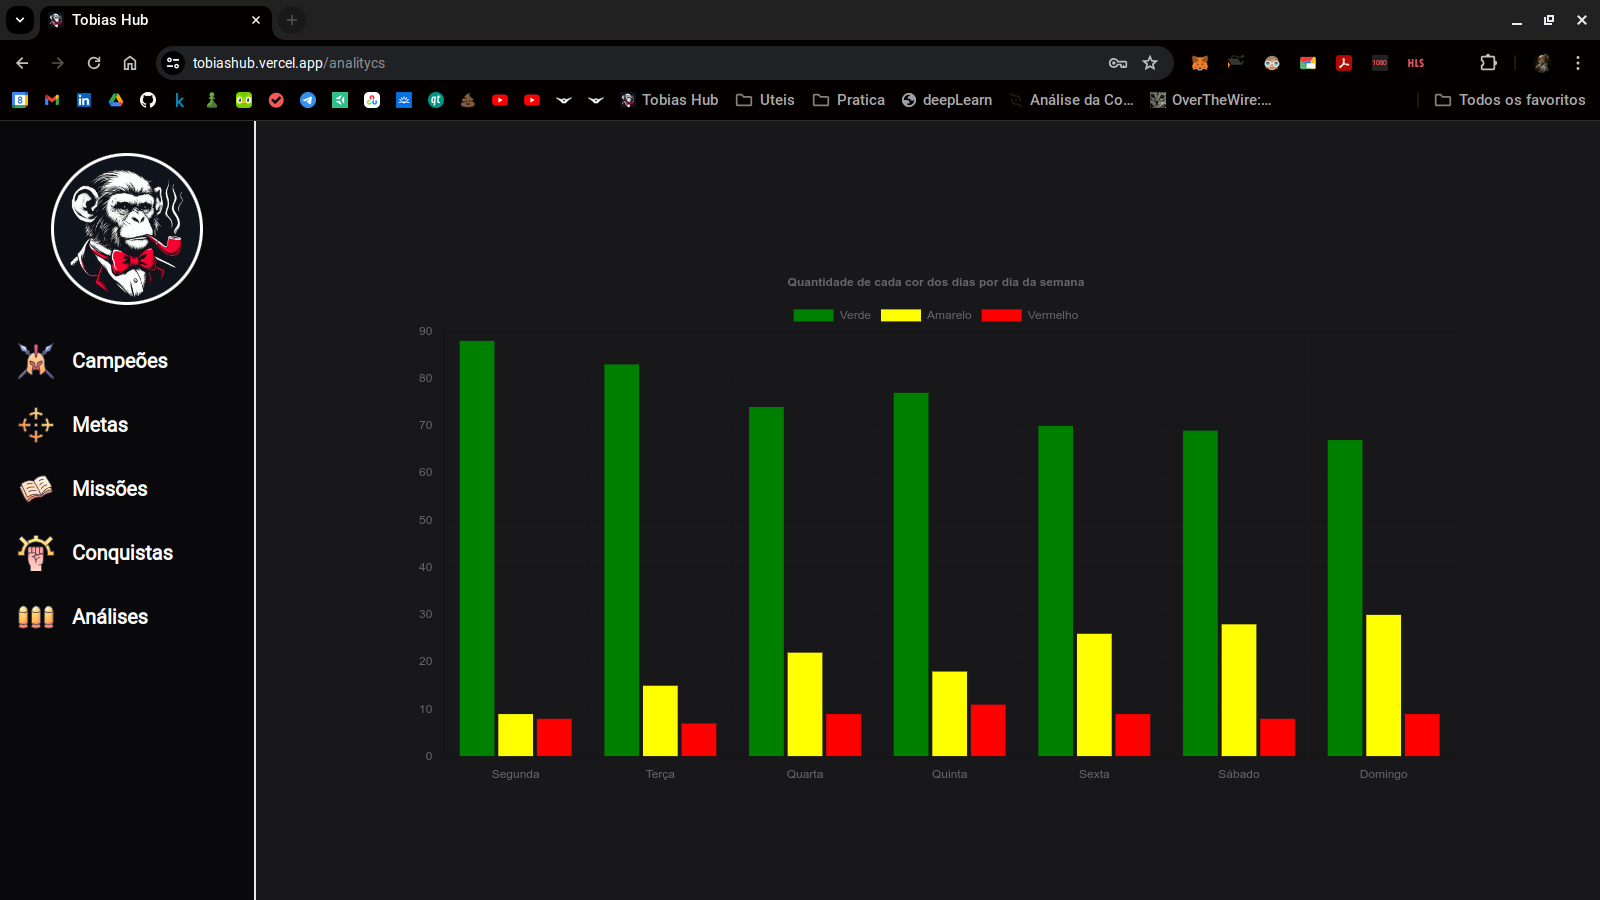 Tobias Hub
tobiashub.vercel.app/analitycs
1080
HLS
Tobias Hub
Uteis
Pratica
deepLearn
Análise da Co...
OverTheWire:...
Todos os favoritos
Campeões
Metas
Missões
Conquistas
Análises
Quantidade de cada cor dos dias por dia da semana
Verde Amarelo Vermelho
90
80
70
60
50
40
30
20
10
0
Segunda Terça Quarta Quinta Sexta Sábado Domingo